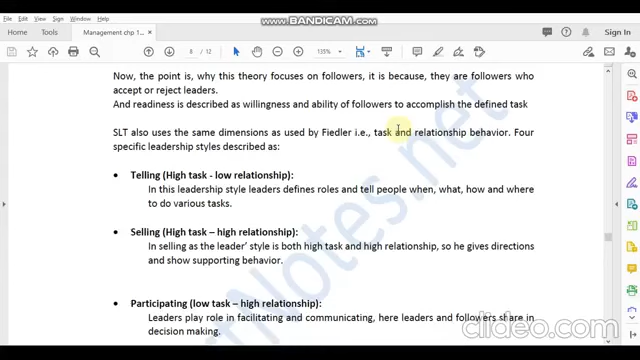 WWW.BANDICAM.COM
File Edit View Sign Window Help
Home Tools Management chp 1... ×
8 / 12 135%
Now, the point is, why this theory focuses on followers, it is because, they are followers who
accept or reject leaders.
And readiness is described as willingness and ability of followers to accomplish the defined task
SLT also uses the same dimensions as used by Fiedler i.e., task and relationship behavior. Four
specific leadership styles described as:
• Telling (High task - low relationship):
In this leadership style leaders defines roles and tell people when, what, how and where
to do various tasks.
• Selling (High task – high relationship):
In selling as the leader’ style is both high task and high relationship, so he gives directions
and show supporting behavior.
• Participating (low task – high relationship):
Leaders play role in facilitating and communicating, here leaders and followers share in
decision making.
Notes.net
clideo.com